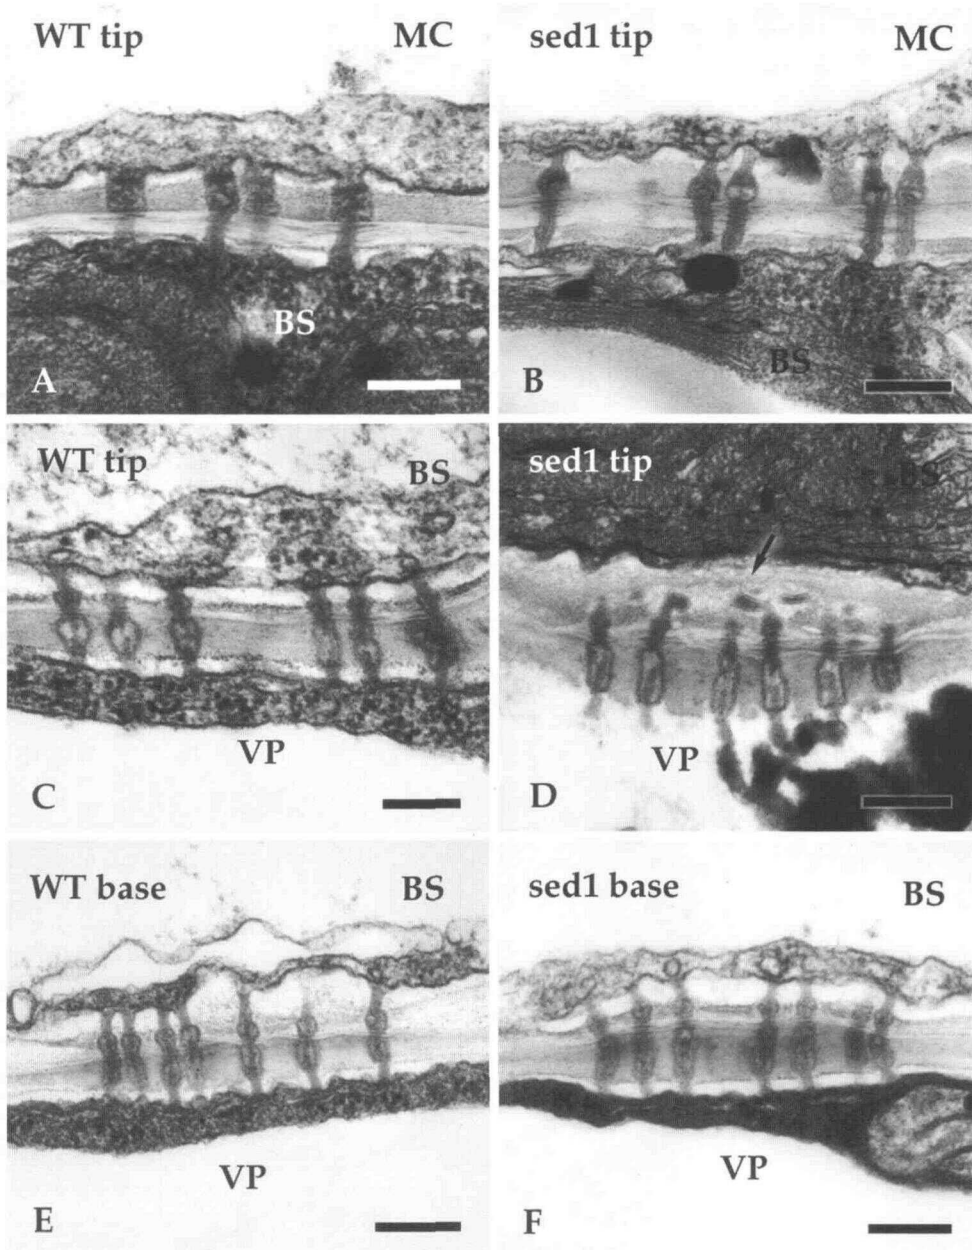 WT tip MC
BS
A
sed1 tip MC
BS
B
WT tip BS
VP
C
sed1 tip BS
VP
D
WT base BS
VP
E
sed1 base BS
VP
F